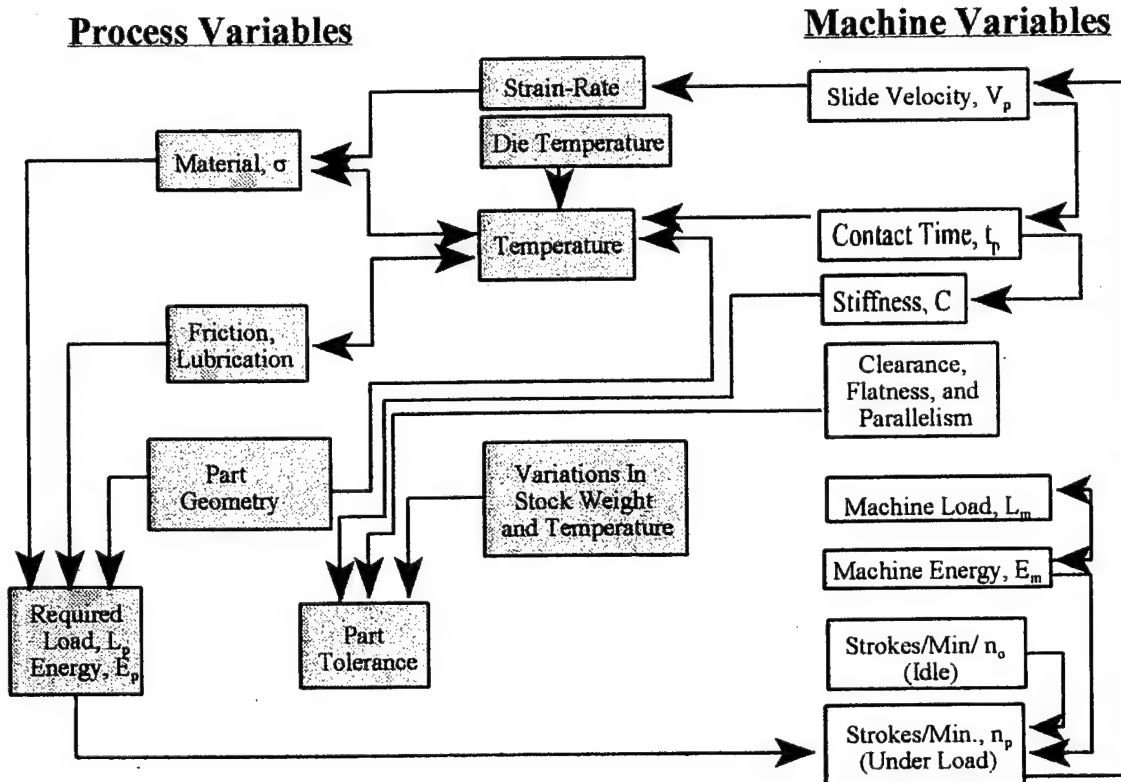 Process Variables
Machine Variables
Strain-Rate
Slide Velocity, Vp
Die Temperature
Material, σ
Temperature
Contact Time, tp
Stiffness, C
Friction,
Lubrication
Clearance,
Flatness, and
Parallelism
Part
Geometry
Variations In
Stock Weight
and Temperature
Machine Load, Lm
Machine Energy, Em
Required
Load, Lp
Energy, Ep
Part
Tolerance
Strokes/Min/ no
(Idle)
Strokes/Min., np
(Under Load)